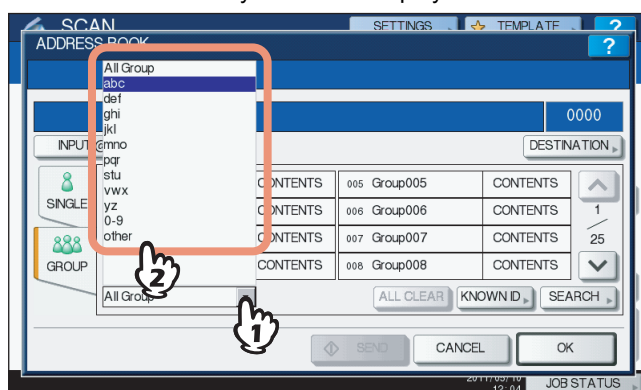 SCAN SETTINGS TEMPLATE ?
ADDRESS BOOK ?
All Group
abc
def
ghi
jkl
mno
pqr
stu
vwx
yz
0-9
other
0000
INPUT@ DESTINATION
SINGLE
GROUP
CONTENTS 005 Group005 CONTENTS
CONTENTS 006 Group006 CONTENTS 1
CONTENTS 007 Group007 CONTENTS 25
CONTENTS 008 Group008 CONTENTS
2
All Group ALL CLEAR KNOWN ID SEARCH
1
SEND CANCEL OK
JOB STATUS